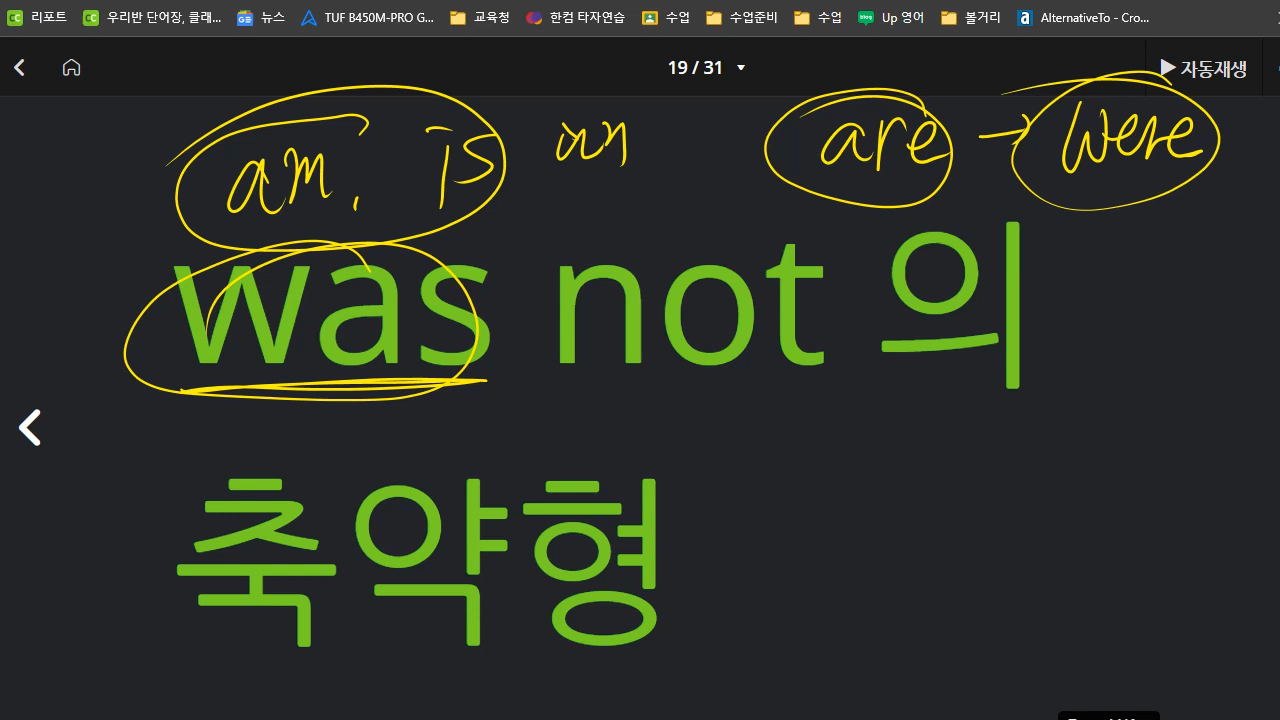 리포트 우리반 단어장, 클래... 뉴스 TUF B450M-PRO G... 교육청 한컴 타자연습 수업 수업준비 수업 Up 영어 볼거리 AlternativeTo - Cro...
19 / 31 자동재생
am, is are → were
was not 의
축약형